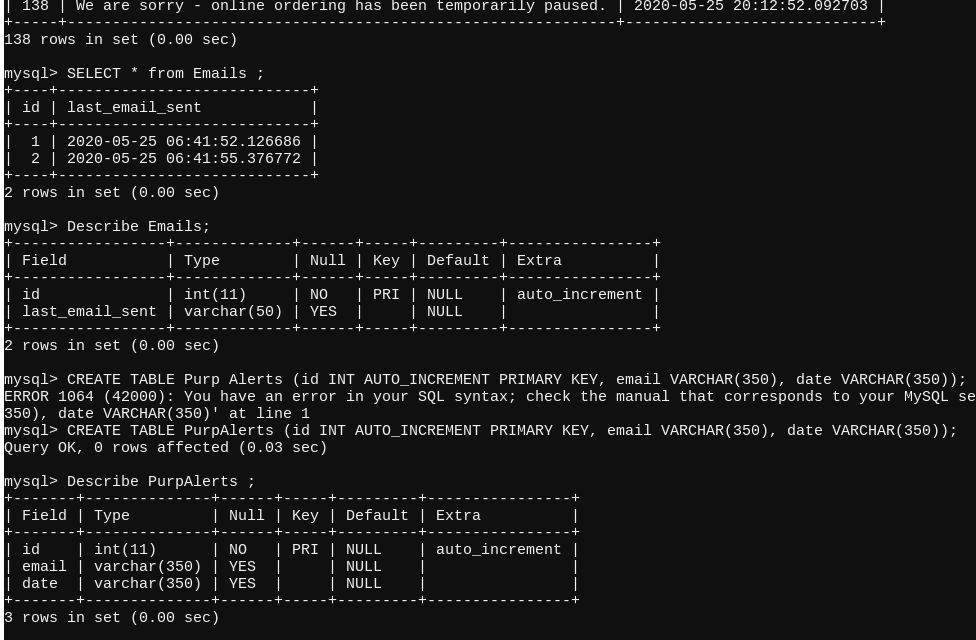 | 138 | We are sorry - online ordering has been temporarily paused. | 2020-05-25 20:12:52.092703 |
+-----+-------------------------------------------------------------+----------------------------+
138 rows in set (0.00 sec)
mysql> SELECT * from Emails ;
+----+----------------------------+
| id | last_email_sent            |
+----+----------------------------+
|  1 | 2020-05-25 06:41:52.126686 |
|  2 | 2020-05-25 06:41:55.376772 |
+----+----------------------------+
2 rows in set (0.00 sec)
mysql> Describe Emails;
+-----------------+-------------+------+-----+---------+----------------+
| Field           | Type        | Null | Key | Default | Extra          |
+-----------------+-------------+------+-----+---------+----------------+
| id              | int(11)     | NO   | PRI | NULL    | auto_increment |
| last_email_sent | varchar(50) | YES  |     | NULL    |                |
+-----------------+-------------+------+-----+---------+----------------+
2 rows in set (0.00 sec)
mysql> CREATE TABLE Purp Alerts (id INT AUTO_INCREMENT PRIMARY KEY, email VARCHAR(350), date VARCHAR(350));
ERROR 1064 (42000): You have an error in your SQL syntax; check the manual that corresponds to your MySQL se
350), date VARCHAR(350)' at line 1
mysql> CREATE TABLE PurpAlerts (id INT AUTO_INCREMENT PRIMARY KEY, email VARCHAR(350), date VARCHAR(350));
Query OK, 0 rows affected (0.03 sec)
mysql> Describe PurpAlerts ;
+-------+--------------+------+-----+---------+----------------+
| Field | Type         | Null | Key | Default | Extra          |
+-------+--------------+------+-----+---------+----------------+
| id    | int(11)      | NO   | PRI | NULL    | auto_increment |
| email | varchar(350) | YES  |     | NULL    |                |
| date  | varchar(350) | YES  |     | NULL    |                |
+-------+--------------+------+-----+---------+----------------+
3 rows in set (0.00 sec)